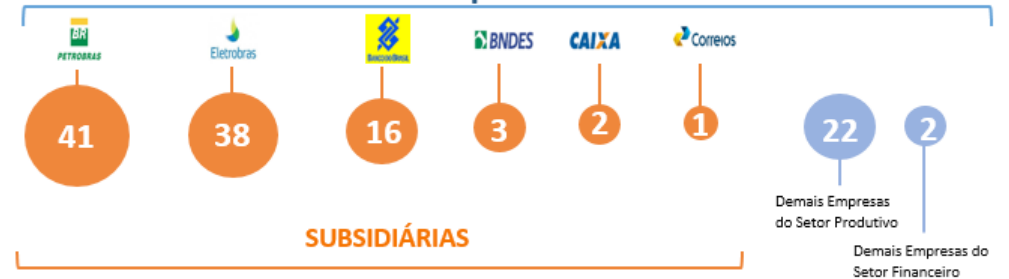 BR
PETROBRAS
Eletrobras
BANCO DO BRASIL
BNDES
CAIXA
Correios
41
38
16
3
2
1
22
2
Demais Empresas
do Setor Produtivo
SUBSIDIÁRIAS
Demais Empresas do
Setor Financeiro